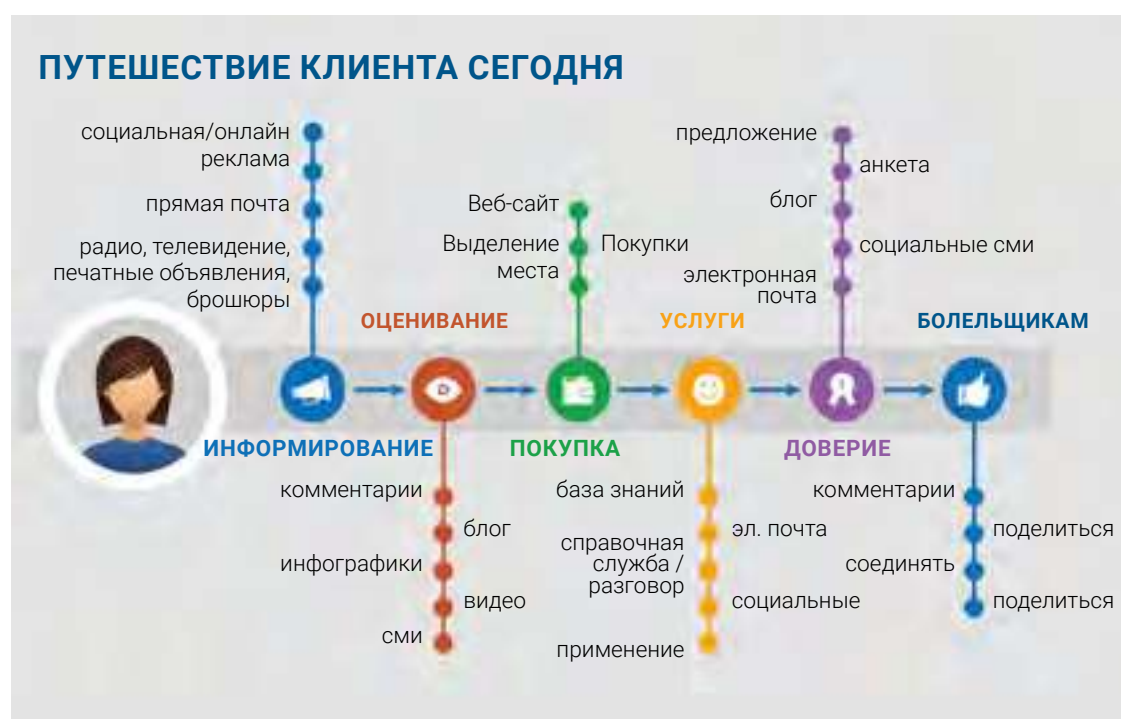 ПУТЕШЕСТВИЕ КЛИЕНТА СЕГОДНЯ
социальная/онлайн
реклама
прямая почта
радио, телевидение,
печатные объявления,
брошюры
ИНФОРМИРОВАНИЕ
ОЦЕНИВАНИЕ
комментарии
блог
инфографики
видео
сми
Веб-сайт
Выделение
места
Покупки
ПОКУПКА
УСЛУГИ
база знаний
эл. почта
справочная
служба /
разговор
социальные
применение
предложение
анкета
блог
социальные сми
электронная
почта
ДОВЕРИЕ
БОЛЕЛЬЩИКАМ
комментарии
поделиться
соединять
поделиться